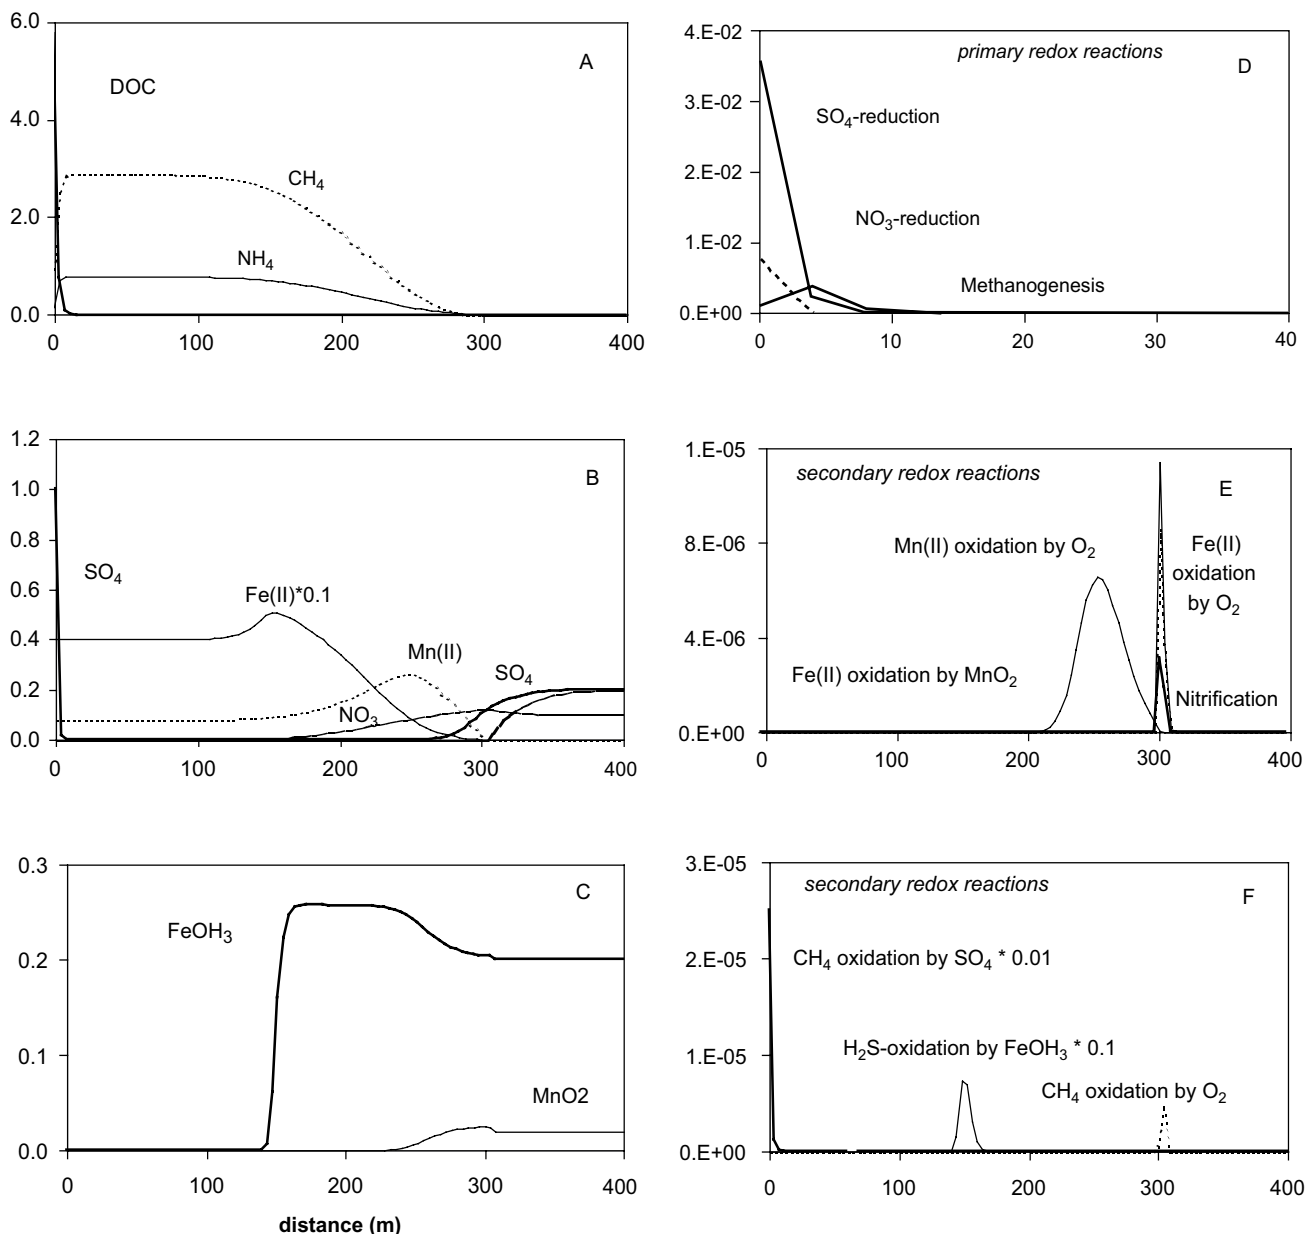 6.0
4.0
2.0
0.0
A
DOC
CH4
NH4
0 100 200 300 400
4.E-02
3.E-02
2.E-02
1.E-02
0.E+00
primary redox reactions
D
SO4-reduction
NO3-reduction
Methanogenesis
0 10 20 30 40
1.2
1.0
0.8
0.6
0.4
0.2
0.0
B
SO4
Fe(II)*0.1
Mn(II)
SO4
NO3
0 100 200 300 400
1.E-05
8.E-06
4.E-06
0.E+00
secondary redox reactions
E
Mn(II) oxidation by O2
Fe(II)
oxidation
by O2
Fe(II) oxidation by MnO2
Nitrification
0 100 200 300 400
0.3
0.2
0.1
0.0
C
FeOH3
MnO2
0 100 200 300 400
distance (m)
3.E-05
2.E-05
1.E-05
0.E+00
secondary redox reactions
F
CH4 oxidation by SO4 * 0.01
H2S-oxidation by FeOH3 * 0.1
CH4 oxidation by O2
0 100 200 300 400